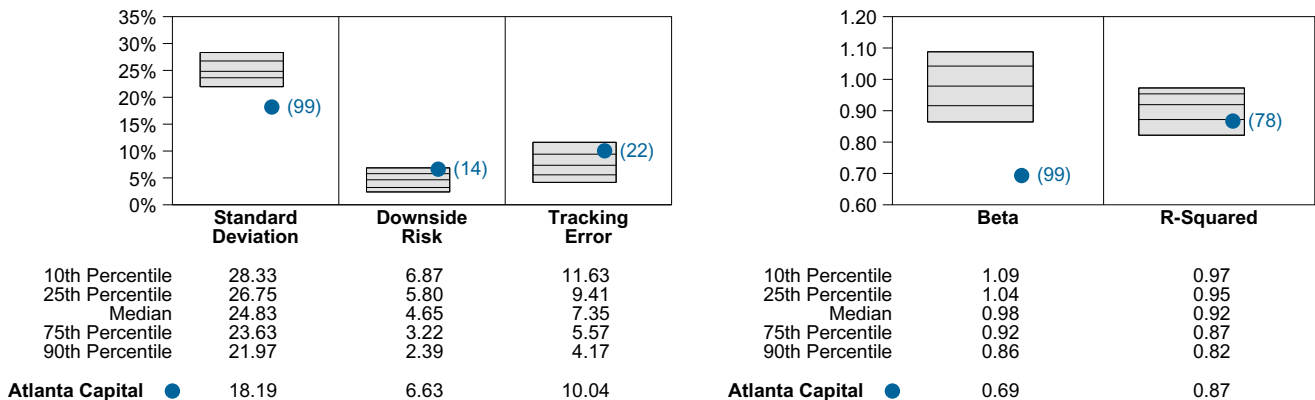 35%
30%
25%
20%
15%
10%
5%
0%
(99)
(14)
(22)
Standard Deviation
Downside Risk
Tracking Error
10th Percentile 28.33 6.87 11.63
25th Percentile 26.75 5.80 9.41
Median 24.83 4.65 7.35
75th Percentile 23.63 3.22 5.57
90th Percentile 21.97 2.39 4.17
Atlanta Capital 18.19 6.63 10.04
1.20
1.10
1.00
0.90
0.80
0.70
0.60
(99)
(78)
Beta
R-Squared
10th Percentile 1.09 0.97
25th Percentile 1.04 0.95
Median 0.98 0.92
75th Percentile 0.92 0.87
90th Percentile 0.86 0.82
Atlanta Capital 0.69 0.87